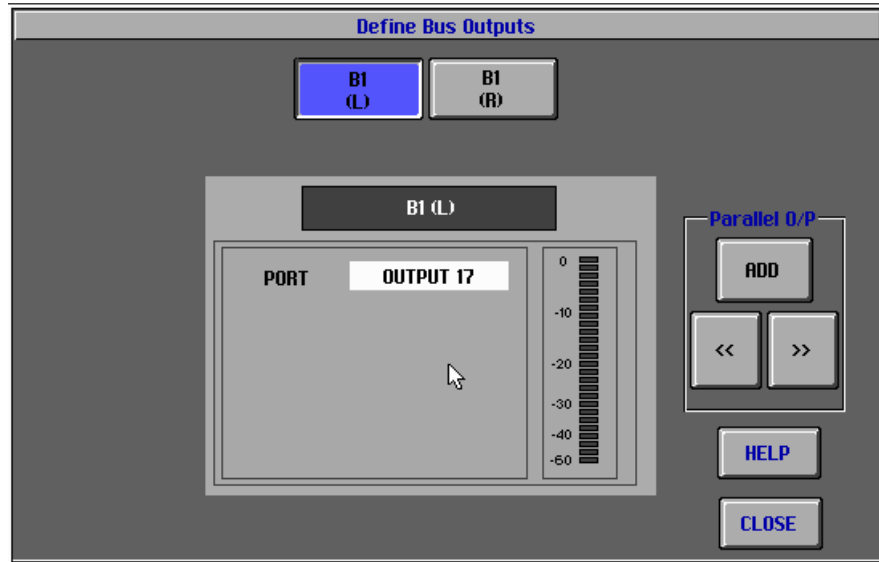 Define Bus Outputs
B1
(L)
B1
(R)
B1 (L)
PORT OUTPUT 17
0
-10
-20
-30
-40
-60
Parallel O/P
ADD
<< >>
HELP
CLOSE